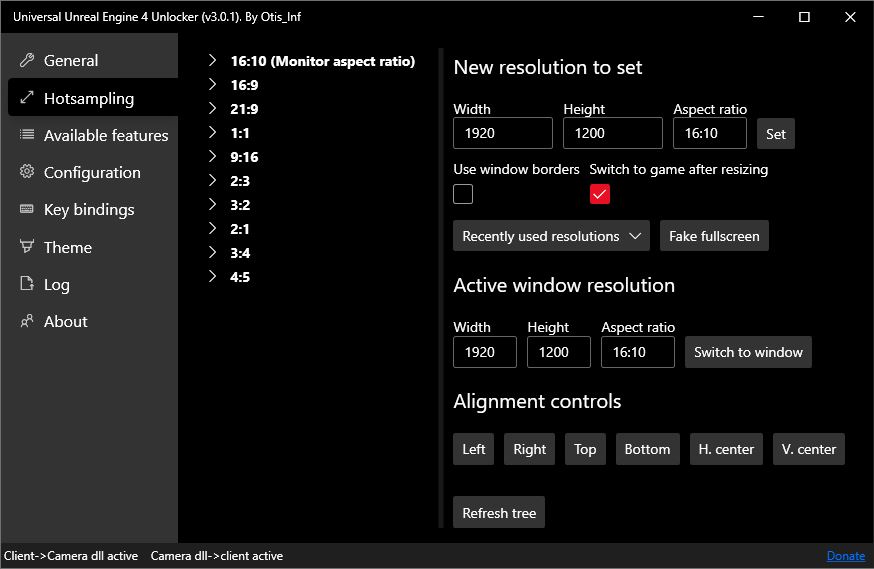 Universal Unreal Engine 4 Unlocker (v3.0.1). By Otis_Inf
General
Hotsampling
Available features
Configuration
Key bindings
Theme
Log
About
16:10 (Monitor aspect ratio)
16:9
21:9
1:1
9:16
2:3
3:2
2:1
3:4
4:5
New resolution to set
Width Height Aspect ratio
1920 1200 16:10 Set
Use window borders Switch to game after resizing
Recently used resolutions Fake fullscreen
Active window resolution
Width Height Aspect ratio
1920 1200 16:10 Switch to window
Alignment controls
Left Right Top Bottom H. center V. center
Refresh tree
Client->Camera dll active Camera dll->client active Donate